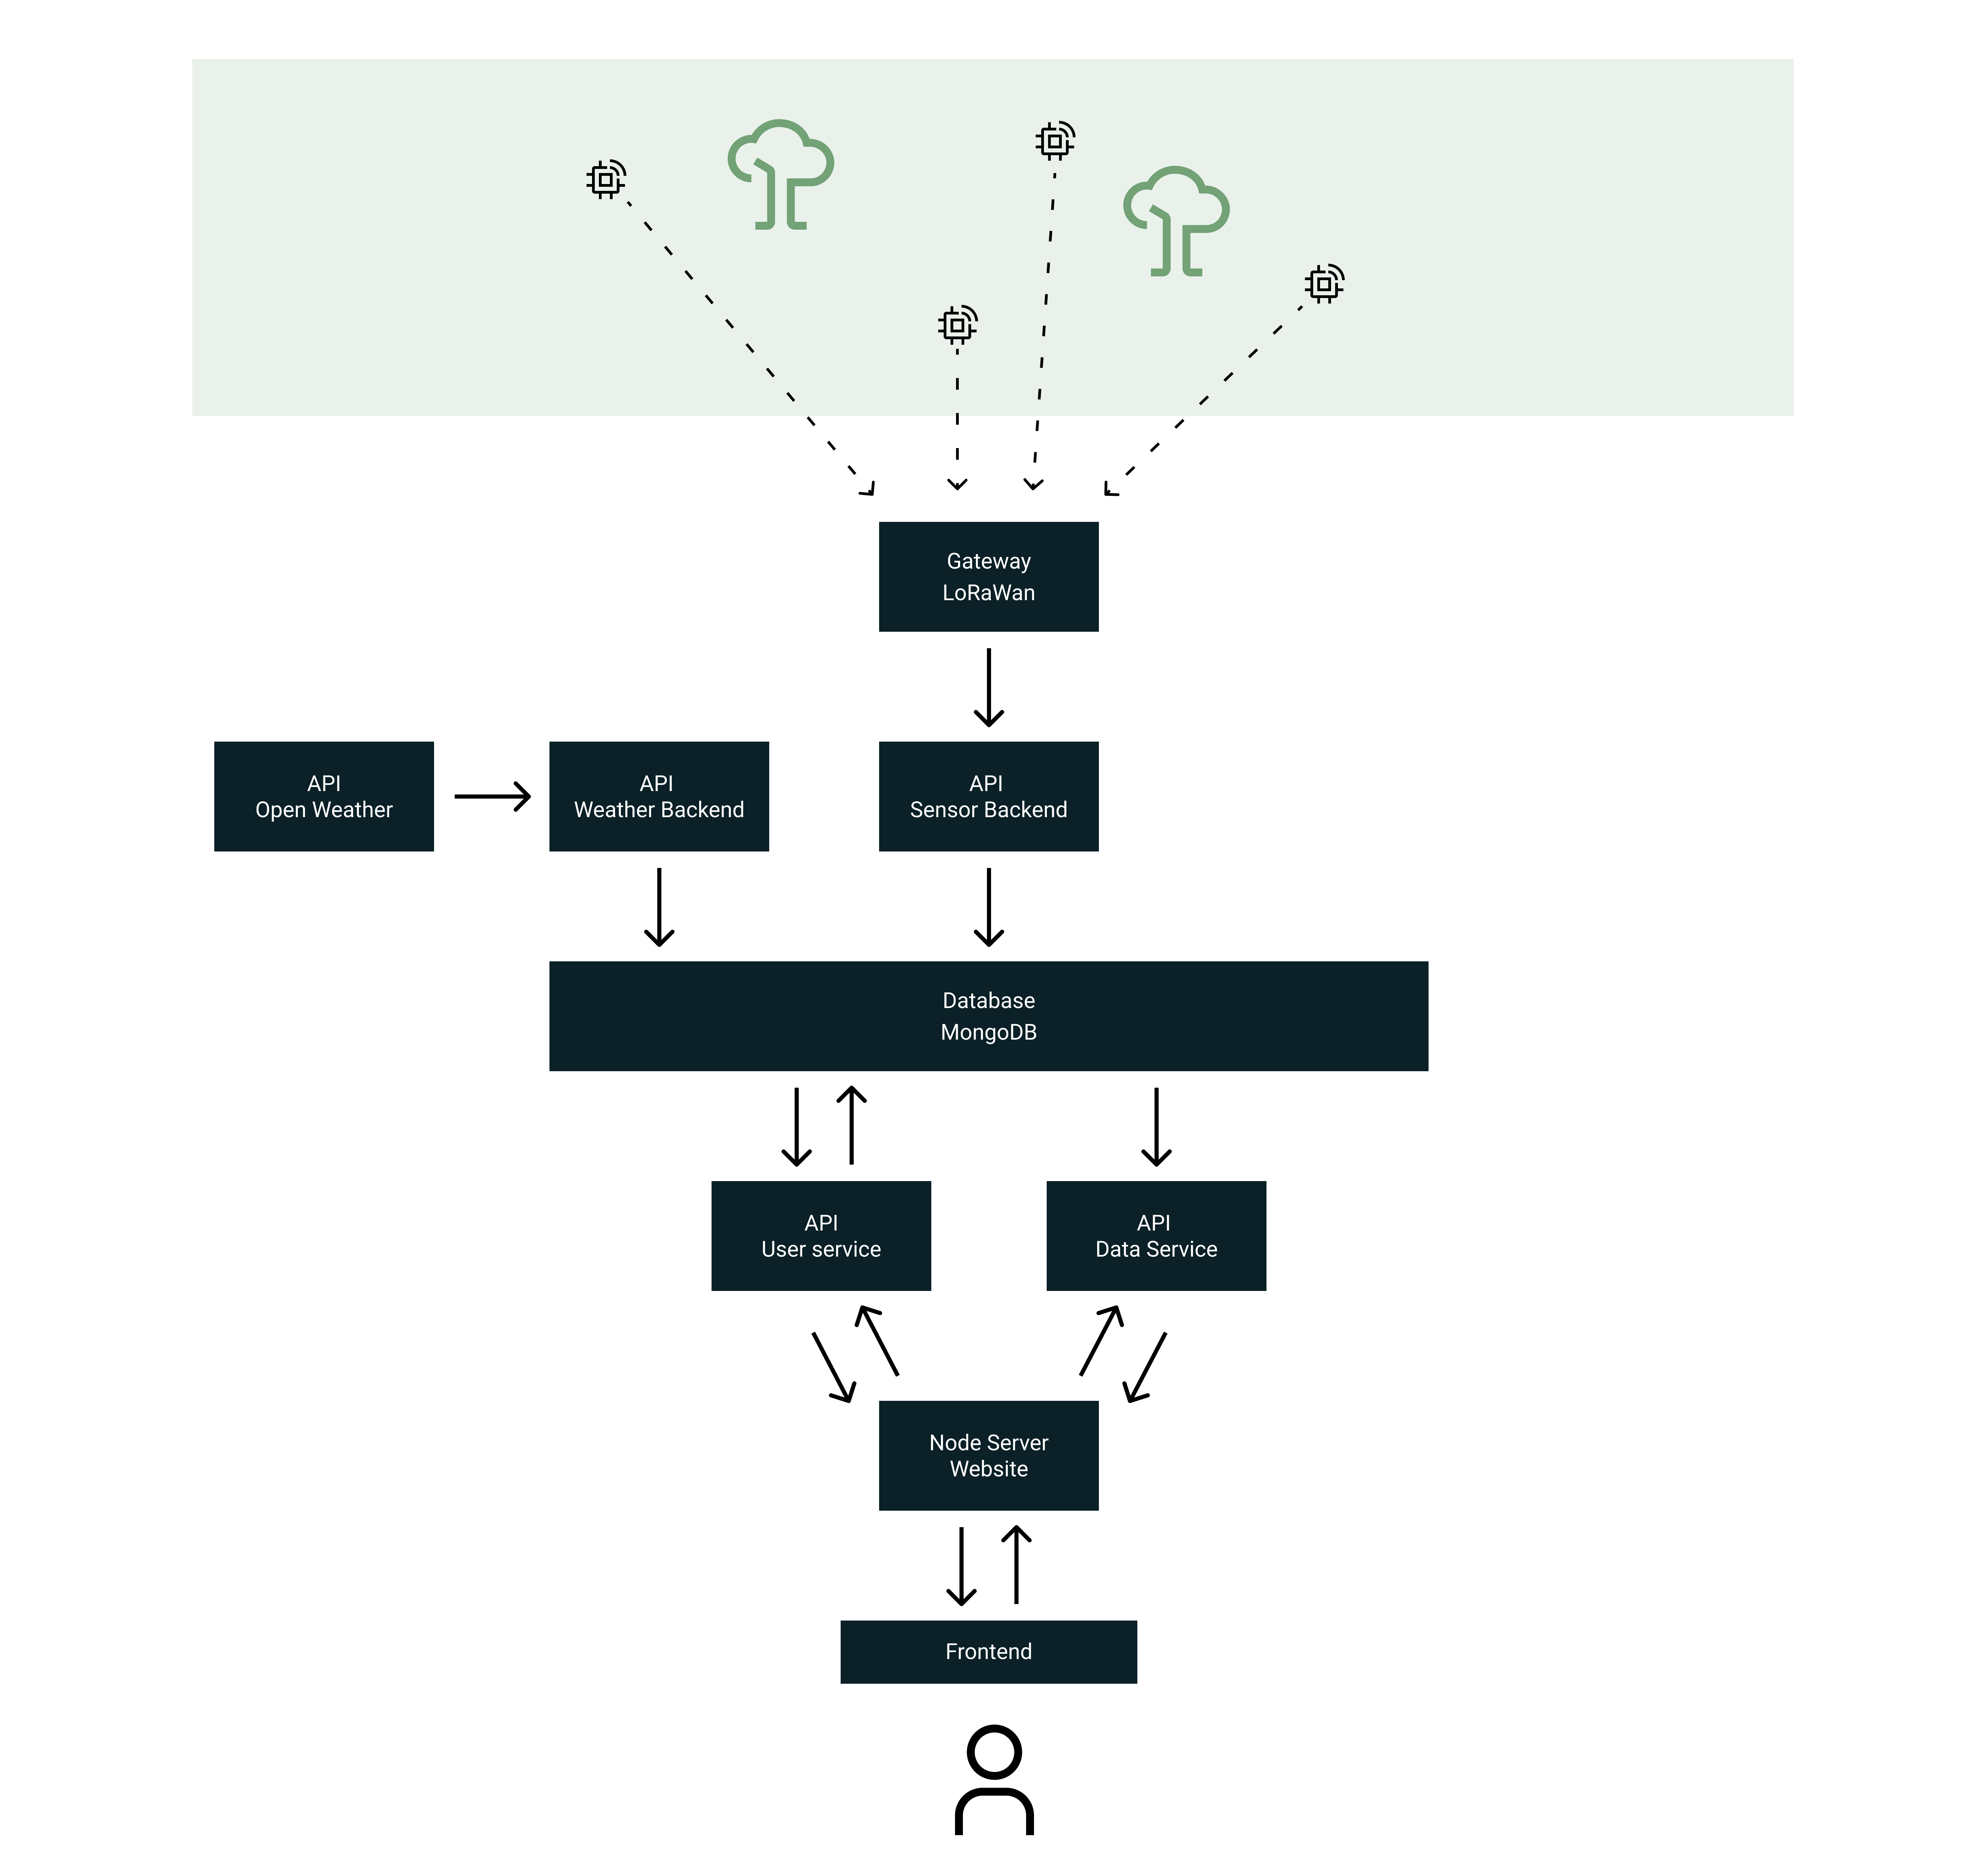 Gateway
LoRaWan
API
Open Weather
API
Weather Backend
API
Sensor Backend
Database
MongoDB
API
User service
API
Data Service
Node Server
Website
Frontend